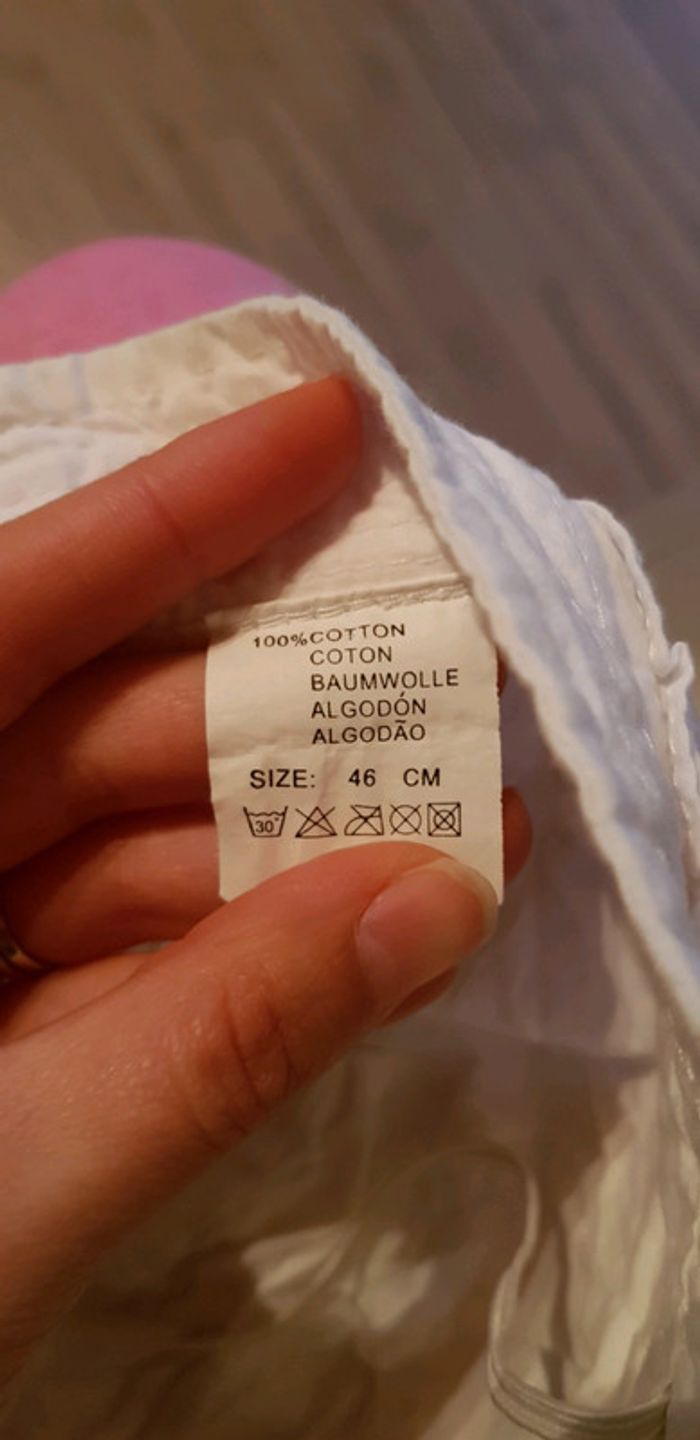 100%COTTON
COTON
BAUMWOLLE
ALGODÓN
ALGODÃO
SIZE: 46 CM
30°